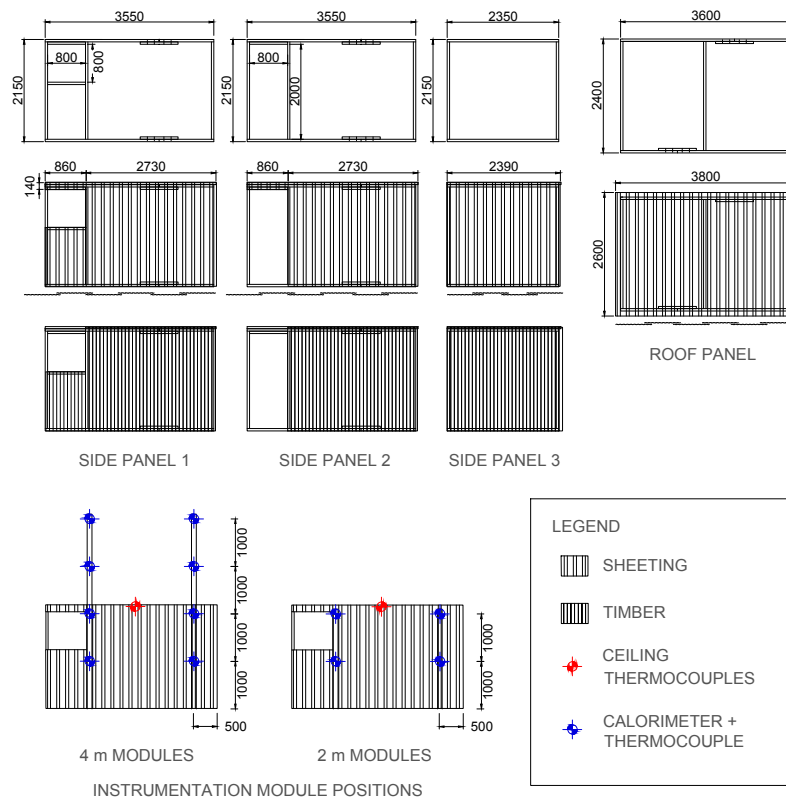 3550
3550
2350
3600
2150
800
800
2150
800
2000
2150
2400
860
2730
860
2730
2390
3800
140
2600
ROOF PANEL
SIDE PANEL 1
SIDE PANEL 2
SIDE PANEL 3
1000
1000
1000
1000
500
1000
1000
500
4 m MODULES
2 m MODULES
INSTRUMENTATION MODULE POSITIONS
LEGEND
SHEETING
TIMBER
CEILING
THERMOCOUPLES
CALORIMETER +
THERMOCOUPLE